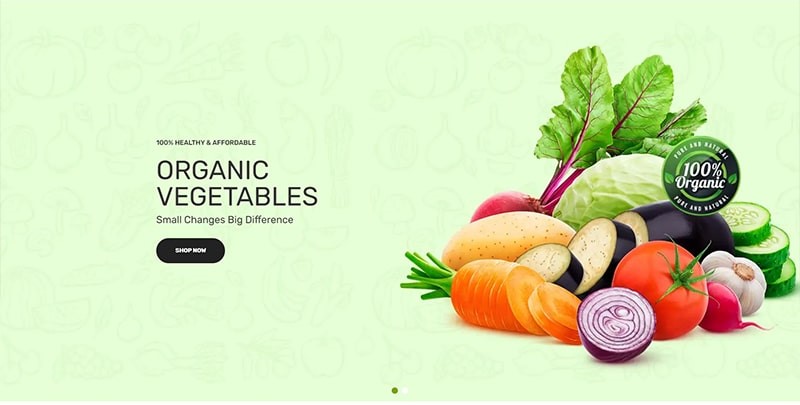 100% HEALTHY & AFFORDABLE
ORGANIC
VEGETABLES
Small Changes Big Difference
SHOP NOW
PURE AND NATURAL
100%
Organic
PURE AND NATURAL